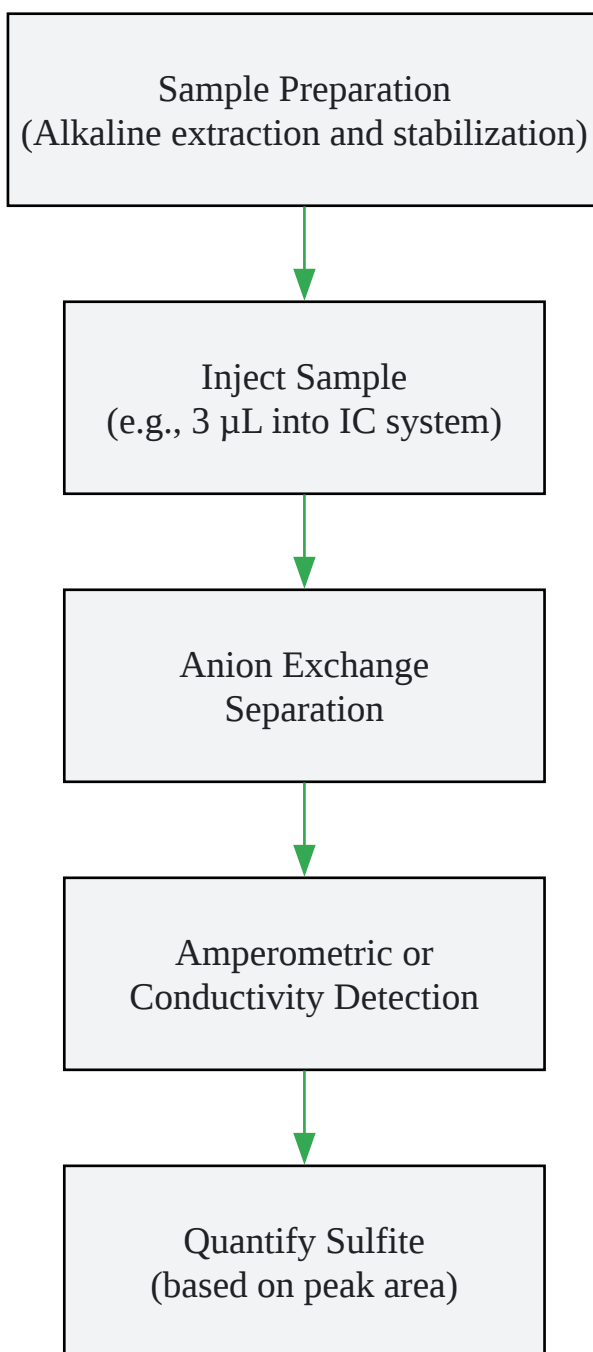 Sample Preparation
(Alkaline extraction and stabilization)
Inject Sample
(e.g., 3 µL into IC system)
Anion Exchange
Separation
Amperometric or
Conductivity Detection
Quantify Sulfite
(based on peak area)